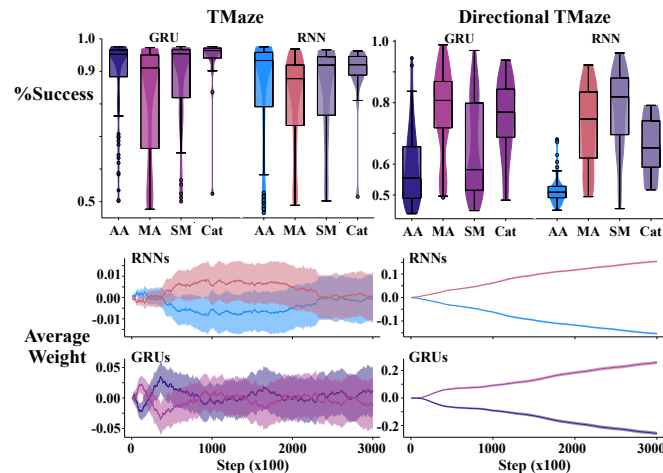 TMaze
Directional TMaze
GRU
RNN
GRU
RNN
%Success
1.0
0.9
0.5
1.0
0.8
0.6
0.5
AA MA SM Cat AA MA SM Cat
AA MA SM Cat AA MA SM Cat
RNNs
RNNs
Average
Weight
0.01
0.00
-0.01
0.1
0.0
-0.1
GRUs
GRUs
0.05
0.00
-0.05
0.2
0.0
-0.2
0 1000 2000 3000
0 1000 2000 3000
Step (x100)
Step (x100)